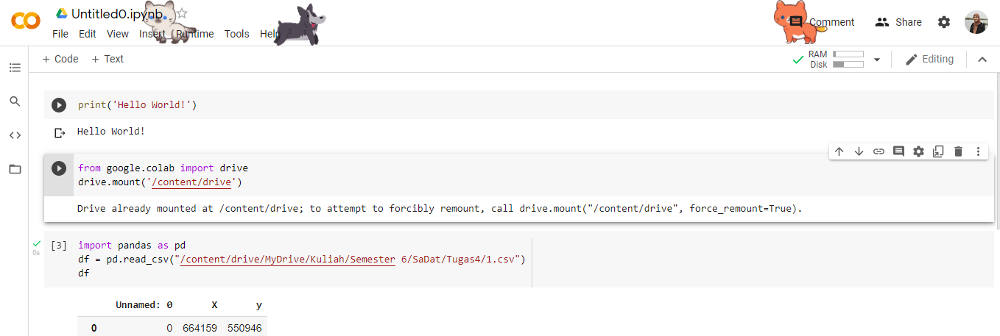 Untitled0.ipynb
Comment
Share
File Edit View Insert Runtime Tools Help
+ Code + Text
RAM
Disk
Editing
print('Hello World!')
Hello World!
from google.colab import drive
drive.mount('/content/drive')
Drive already mounted at /content/drive; to attempt to forcibly remount, call drive.mount("/content/drive", force_remount=True).
[3]
0s
import pandas as pd
df = pd.read_csv("/content/drive/MyDrive/Kuliah/Semester 6/SaDat/Tugas4/1.csv")
df
Unnamed: 0 X y
0 0 664159 550946